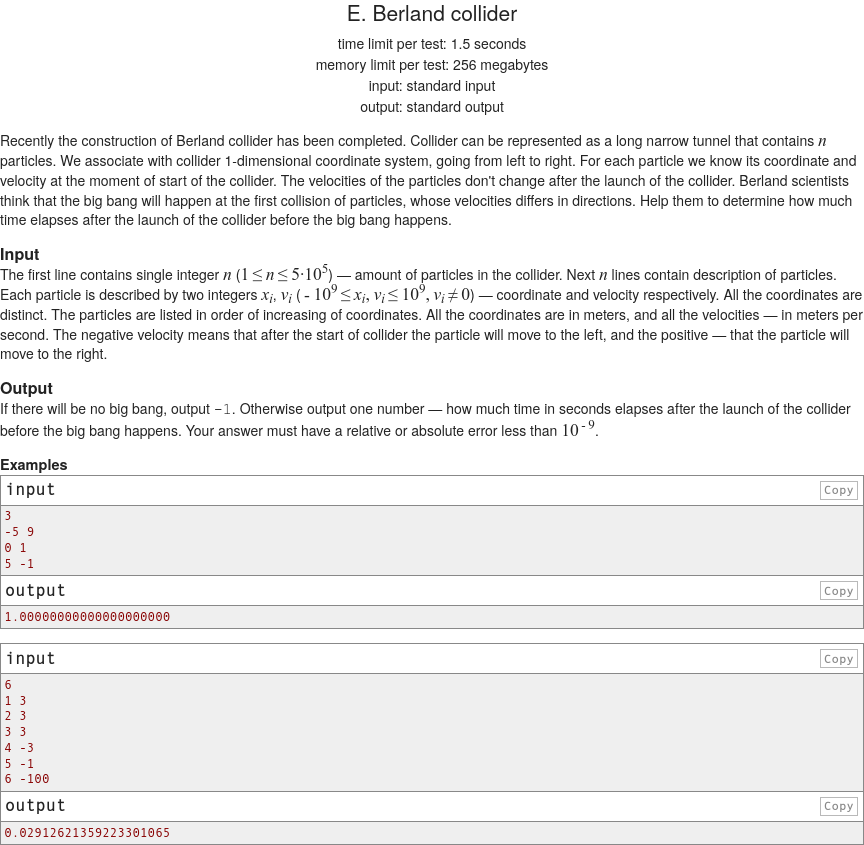 E. Berland collider
time limit per test: 1.5 seconds
memory limit per test: 256 megabytes
input: standard input
output: standard output
Recently the construction of Berland collider has been completed. Collider can be represented as a long narrow tunnel that contains n
particles. We associate with collider 1-dimensional coordinate system, going from left to right. For each particle we know its coordinate and
velocity at the moment of start of the collider. The velocities of the particles don't change after the launch of the collider. Berland scientists
think that the big bang will happen at the first collision of particles, whose velocities differs in directions. Help them to determine how much
time elapses after the launch of the collider before the big bang happens.
Input
The first line contains single integer n (1 ≤ n ≤ 5·10^5) — amount of particles in the collider. Next n lines contain description of particles.
Each particle is described by two integers x_i, v_i ( - 10^9 ≤ x_i, v_i ≤ 10^9, v_i ≠ 0) — coordinate and velocity respectively. All the coordinates are
distinct. The particles are listed in order of increasing of coordinates. All the coordinates are in meters, and all the velocities — in meters per
second. The negative velocity means that after the start of collider the particle will move to the left, and the positive — that the particle will
move to the right.
Output
If there will be no big bang, output −1. Otherwise output one number — how much time in seconds elapses after the launch of the collider
before the big bang happens. Your answer must have a relative or absolute error less than 10^ - 9.
Examples
input Copy
3
-5 9
0 1
5 -1
output Copy
1.00000000000000000000
input Copy
6
1 3
2 3
3 3
4 -3
5 -1
6 -100
output Copy
0.02912621359223301065